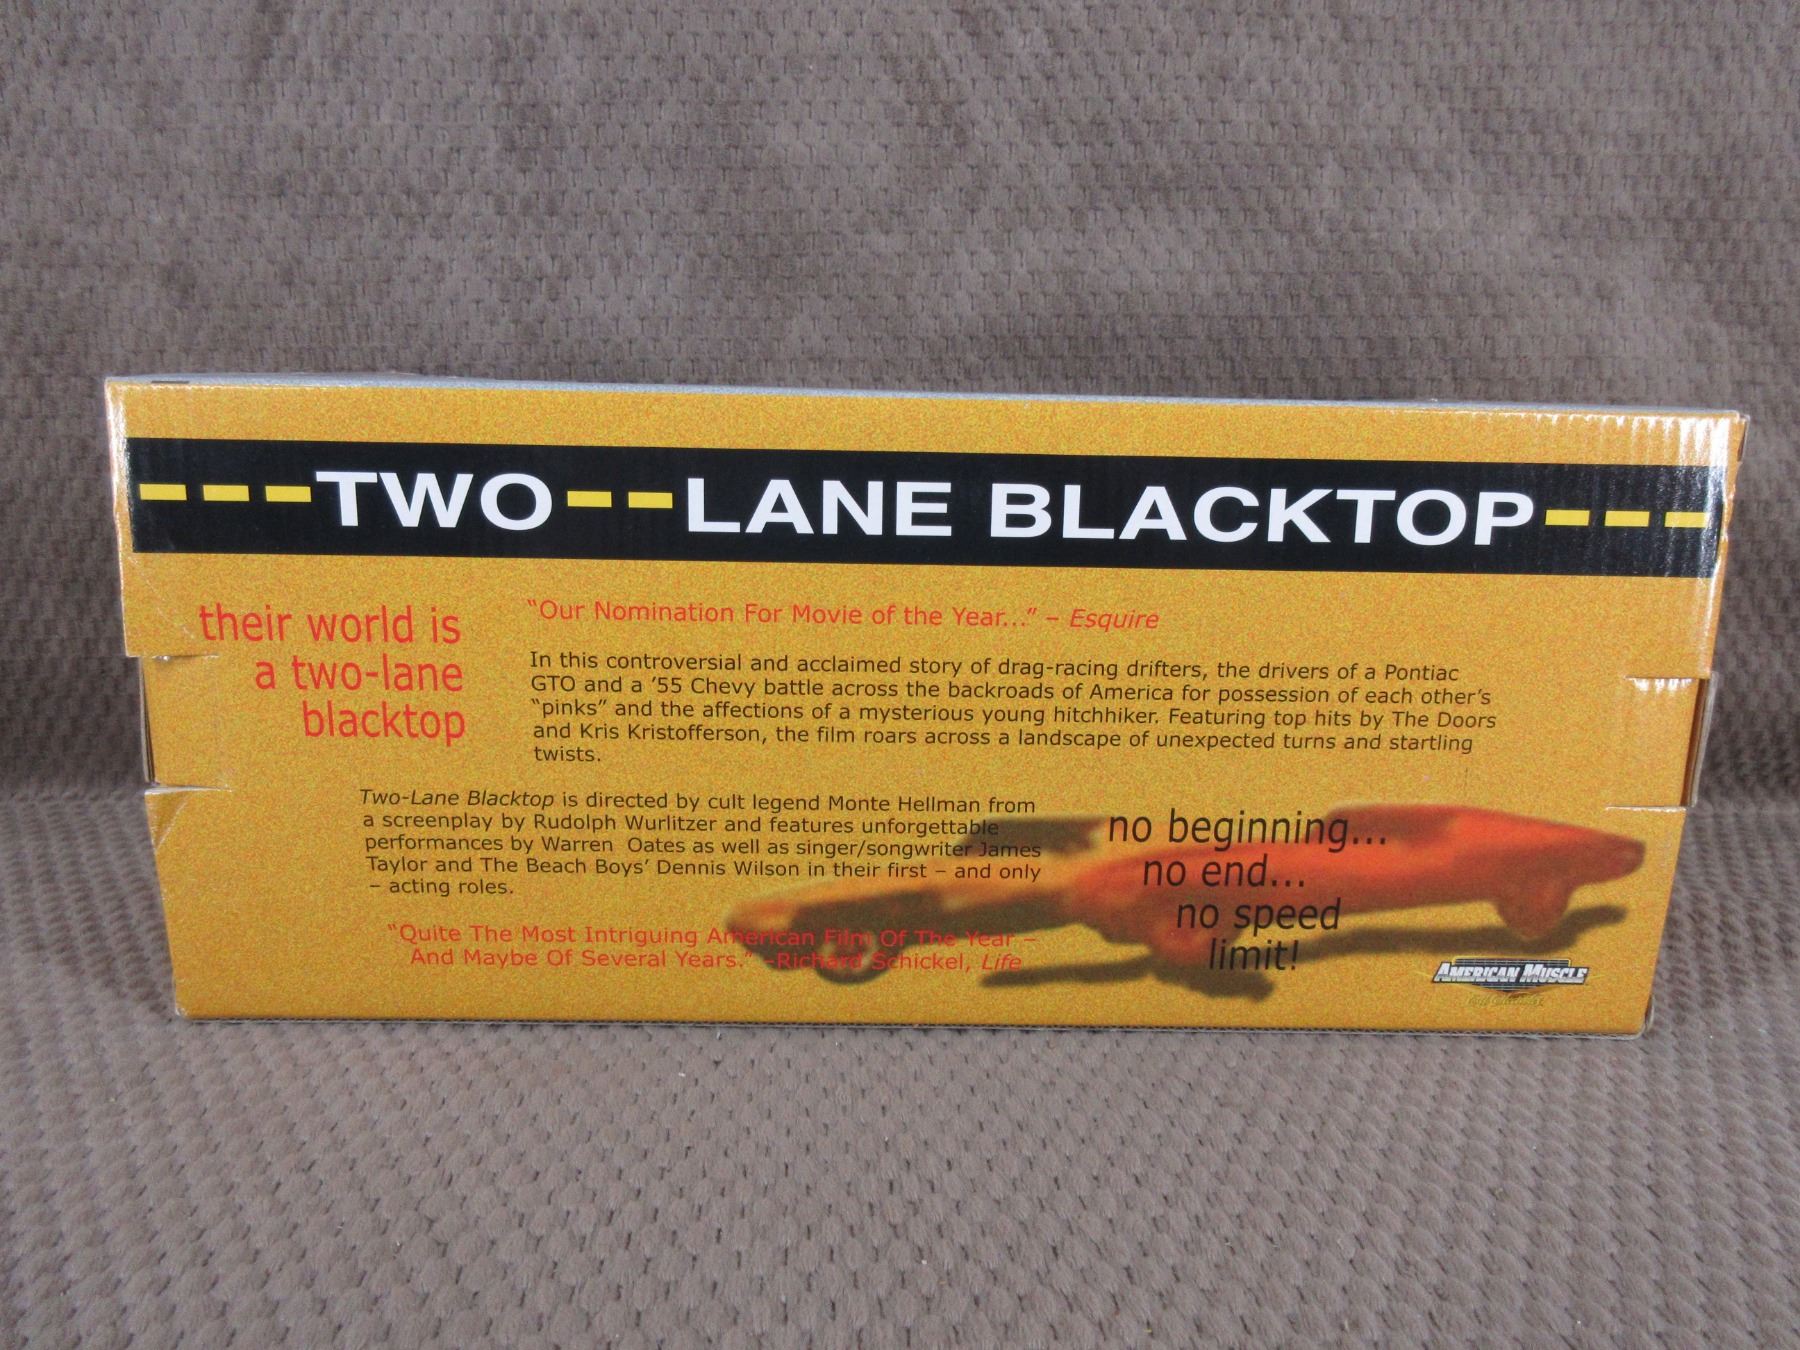 TWO LANE BLACKTOP
their world is
a two-lane
blacktop
“Our Nomination For Movie of the Year...” – Esquire
In this controversial and acclaimed story of drag-racing drifters, the drivers of a Pontiac
GTO and a ’55 Chevy battle across the backroads of America for possession of each other’s
“pinks” and the affections of a mysterious young hitchhiker. Featuring top hits by The Doors
and Kris Kristofferson, the film roars across a landscape of unexpected turns and startling
twists.
Two-Lane Blacktop is directed by cult legend Monte Hellman from
a screenplay by Rudolph Wurlitzer and features unforgettable
performances by Warren Oates as well as singer/songwriter James
Taylor and The Beach Boys’ Dennis Wilson in their first – and only
– acting roles.
“Quite The Most Intriguing American Film Of The Year –
And Maybe Of Several Years.” –Richard Schickel, Life
no beginning...
no end...
no speed
limit!
AMERICAN MUSCLE